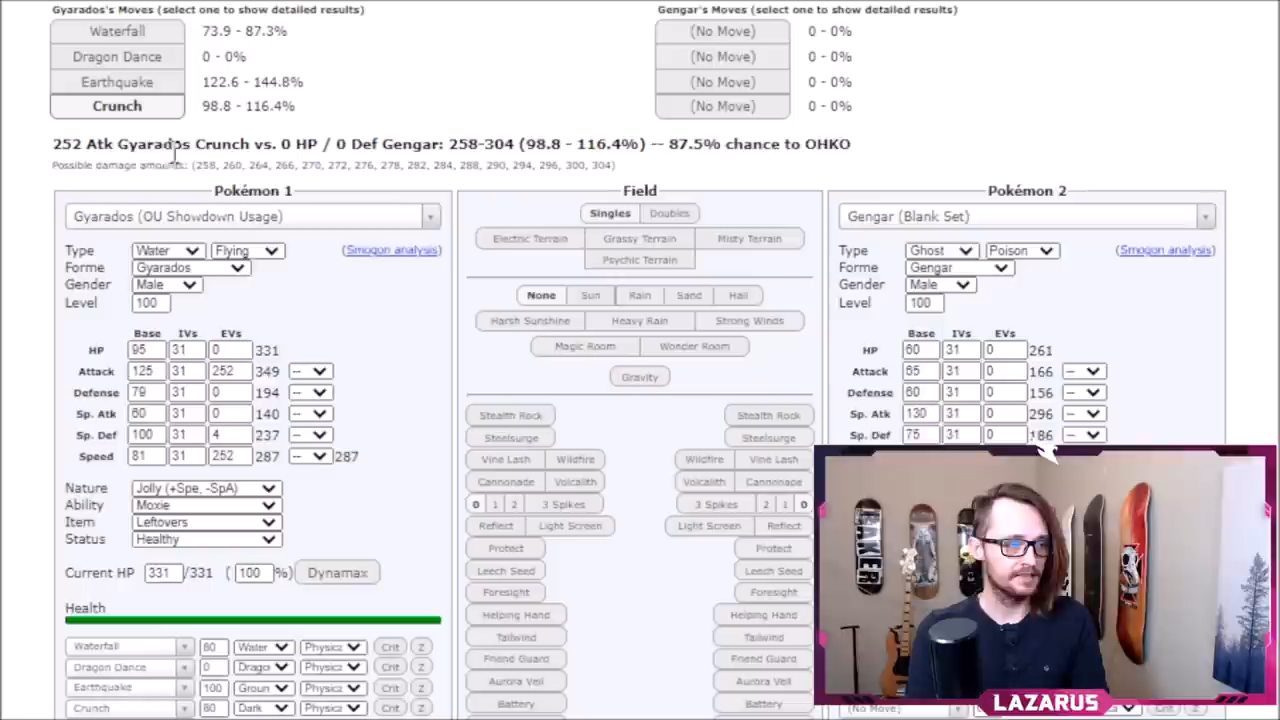 Gyarados's Moves (select one to show detailed results)
Gengar's Moves (select one to show detailed results)
Waterfall 73.9 - 87.3%
(No Move) 0 - 0%
Dragon Dance 0 - 0%
(No Move) 0 - 0%
Earthquake 122.6 - 144.8%
(No Move) 0 - 0%
Crunch 98.8 - 116.4%
(No Move) 0 - 0%
252 Atk Gyarados Crunch vs. 0 HP / 0 Def Gengar: 258-304 (98.8 - 116.4%) -- 87.5% chance to OHKO
Possible damage amounts: (258, 260, 264, 266, 270, 272, 276, 278, 282, 284, 288, 290, 294, 296, 300, 304)
Pokémon 1
Gyarados (OU Showdown Usage)
Type Water Flying (Smogon analysis)
Forme Gyarados
Gender Male
Level 100
Base IVs EVs
HP 95 31 0 331
Attack 125 31 252 349 --
Defense 79 31 0 194 --
Sp. Atk 60 31 0 140 --
Sp. Def 100 31 4 237 --
Speed 81 31 252 287 -- 287
Nature Jolly (+Spe, -SpA)
Ability Moxie
Item Leftovers
Status Healthy
Current HP 331 /331 ( 100 %) Dynamax
Health
Waterfall 80 Water Physica Crit Z
Dragon Dance 0 Drago Physica Crit Z
Earthquake 100 Groun Physica Crit Z
Crunch 80 Dark Physica Crit Z
Field
Singles Doubles
Electric Terrain Grassy Terrain Misty Terrain
Psychic Terrain
None Sun Rain Sand Hail
Harsh Sunshine Heavy Rain Strong Winds
Magic Room Wonder Room
Gravity
Stealth Rock Stealth Rock
Steelsurge Steelsurge
Vine Lash Wildfire Wildfire Vine Lash
Cannonade Volcalith Volcalith Cannonade
0 1 2 3 Spikes 3 Spikes 2 1 0
Reflect Light Screen Light Screen Reflect
Protect Protect
Leech Seed Leech Seed
Foresight Foresight
Helping Hand Helping Hand
Tailwind Tailwind
Friend Guard Friend Guard
Aurora Veil Aurora Veil
Battery Battery
Pokémon 2
Gengar (Blank Set)
Type Ghost Poison (Smogon analysis)
Forme Gengar
Gender Male
Level 100
Base IVs EVs
HP 60 31 0 261
Attack 65 31 0 166 --
Defense 60 31 0 156 --
Sp. Atk 130 31 0 296 --
Sp. Def 75 31 0 186 --
LAZARUS